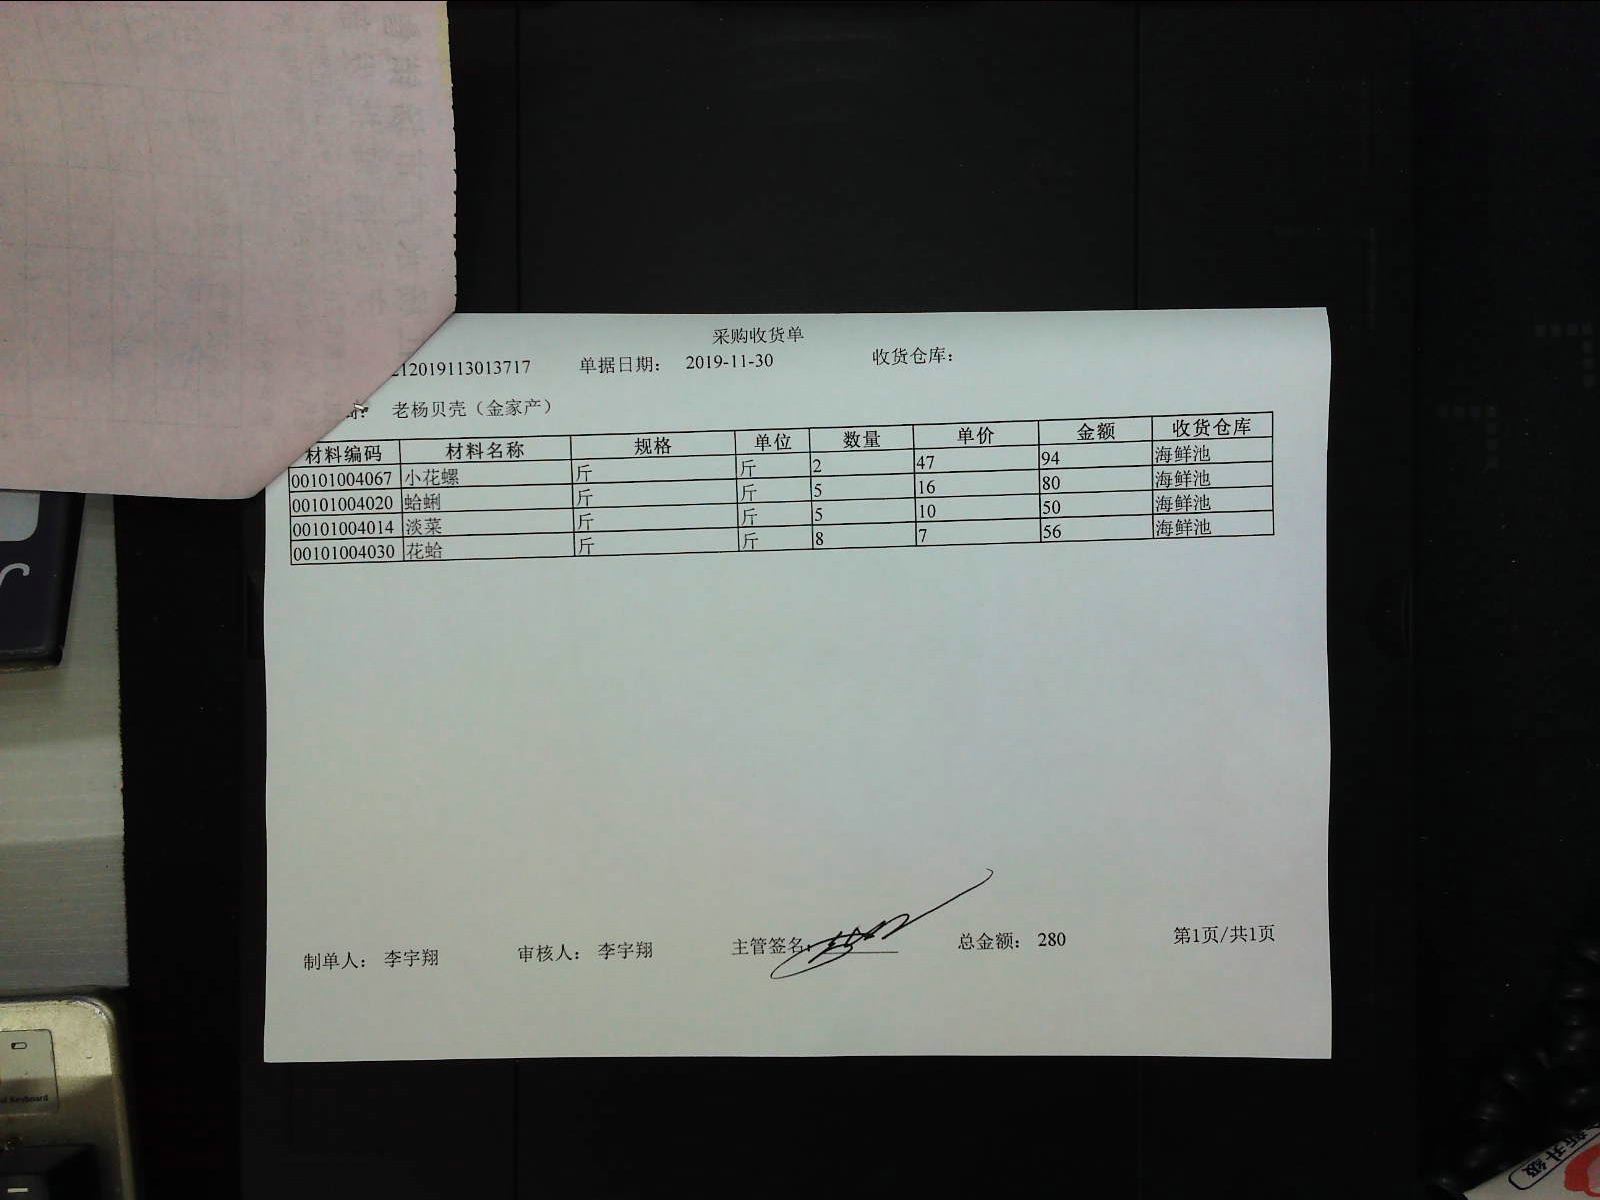 采购收货单
212019113013717 单据日期： 2019-11-30 收货仓库：
老杨贝壳（金家产）
材料编码 材料名称 规格 单位 数量 单价 金额 收货仓库
00101004067 小花螺 斤 斤 2 47 94 海鲜池
00101004020 蛤蜊 斤 斤 5 16 80 海鲜池
00101004014 淡菜 斤 斤 5 10 50 海鲜池
00101004030 花蛤 斤 斤 8 7 56 海鲜池
制单人： 李宇翔 审核人： 李宇翔 主管签名： 总金额： 280 第1页/共1页
Keyboard
新升级